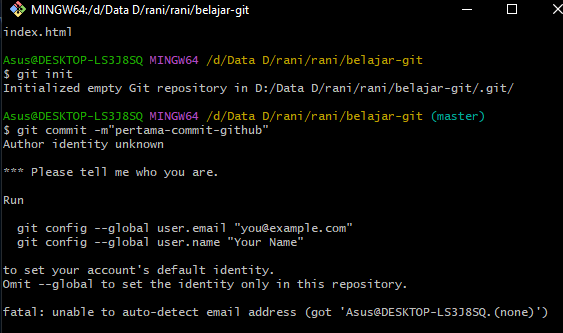 MINGW64:/d/Data D/rani/rani/belajar-git
index.html
Asus@DESKTOP-LS3J8SQ MINGW64 /d/Data D/rani/rani/belajar-git
$ git init
Initialized empty Git repository in D:/Data D/rani/rani/belajar-git/.git/
Asus@DESKTOP-LS3J8SQ MINGW64 /d/Data D/rani/rani/belajar-git (master)
$ git commit -m"pertama-commit-github"
Author identity unknown
*** Please tell me who you are.
Run
git config --global user.email "you@example.com"
git config --global user.name "Your Name"
to set your account's default identity.
Omit --global to set the identity only in this repository.
fatal: unable to auto-detect email address (got 'Asus@DESKTOP-LS3J8SQ.(none)')